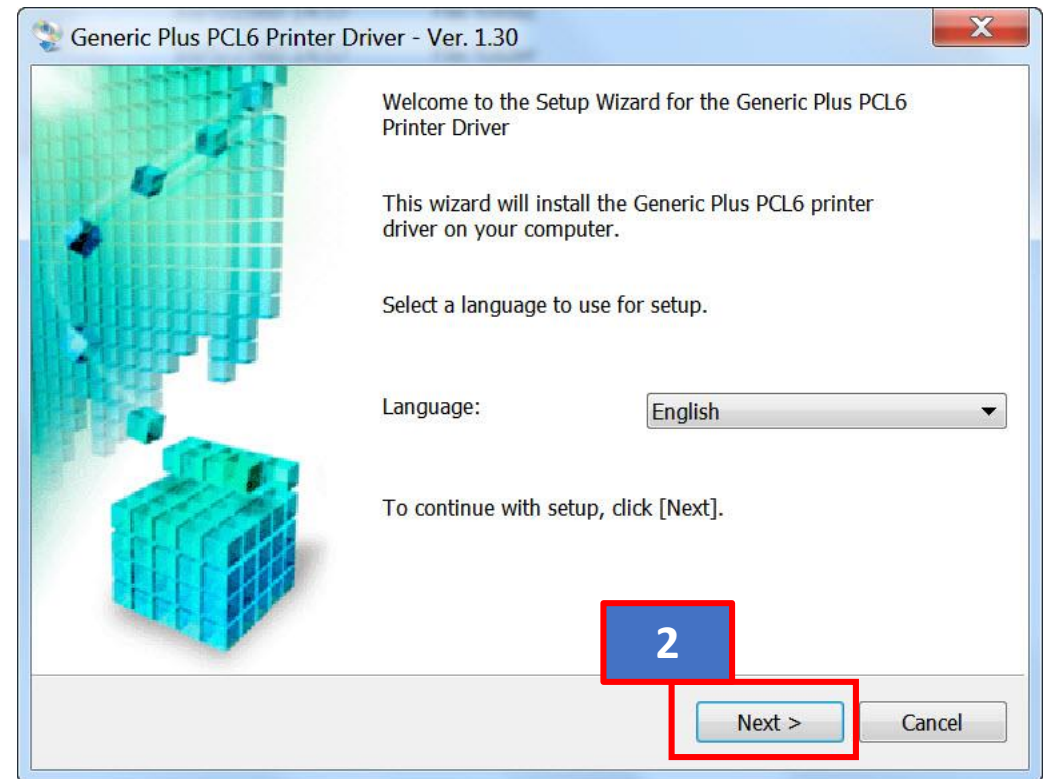 Generic Plus PCL6 Printer Driver - Ver. 1.30
Welcome to the Setup Wizard for the Generic Plus PCL6
Printer Driver
This wizard will install the Generic Plus PCL6 printer
driver on your computer.
Select a language to use for setup.
Language:
English
To continue with setup, click [Next].
2
Next >
Cancel